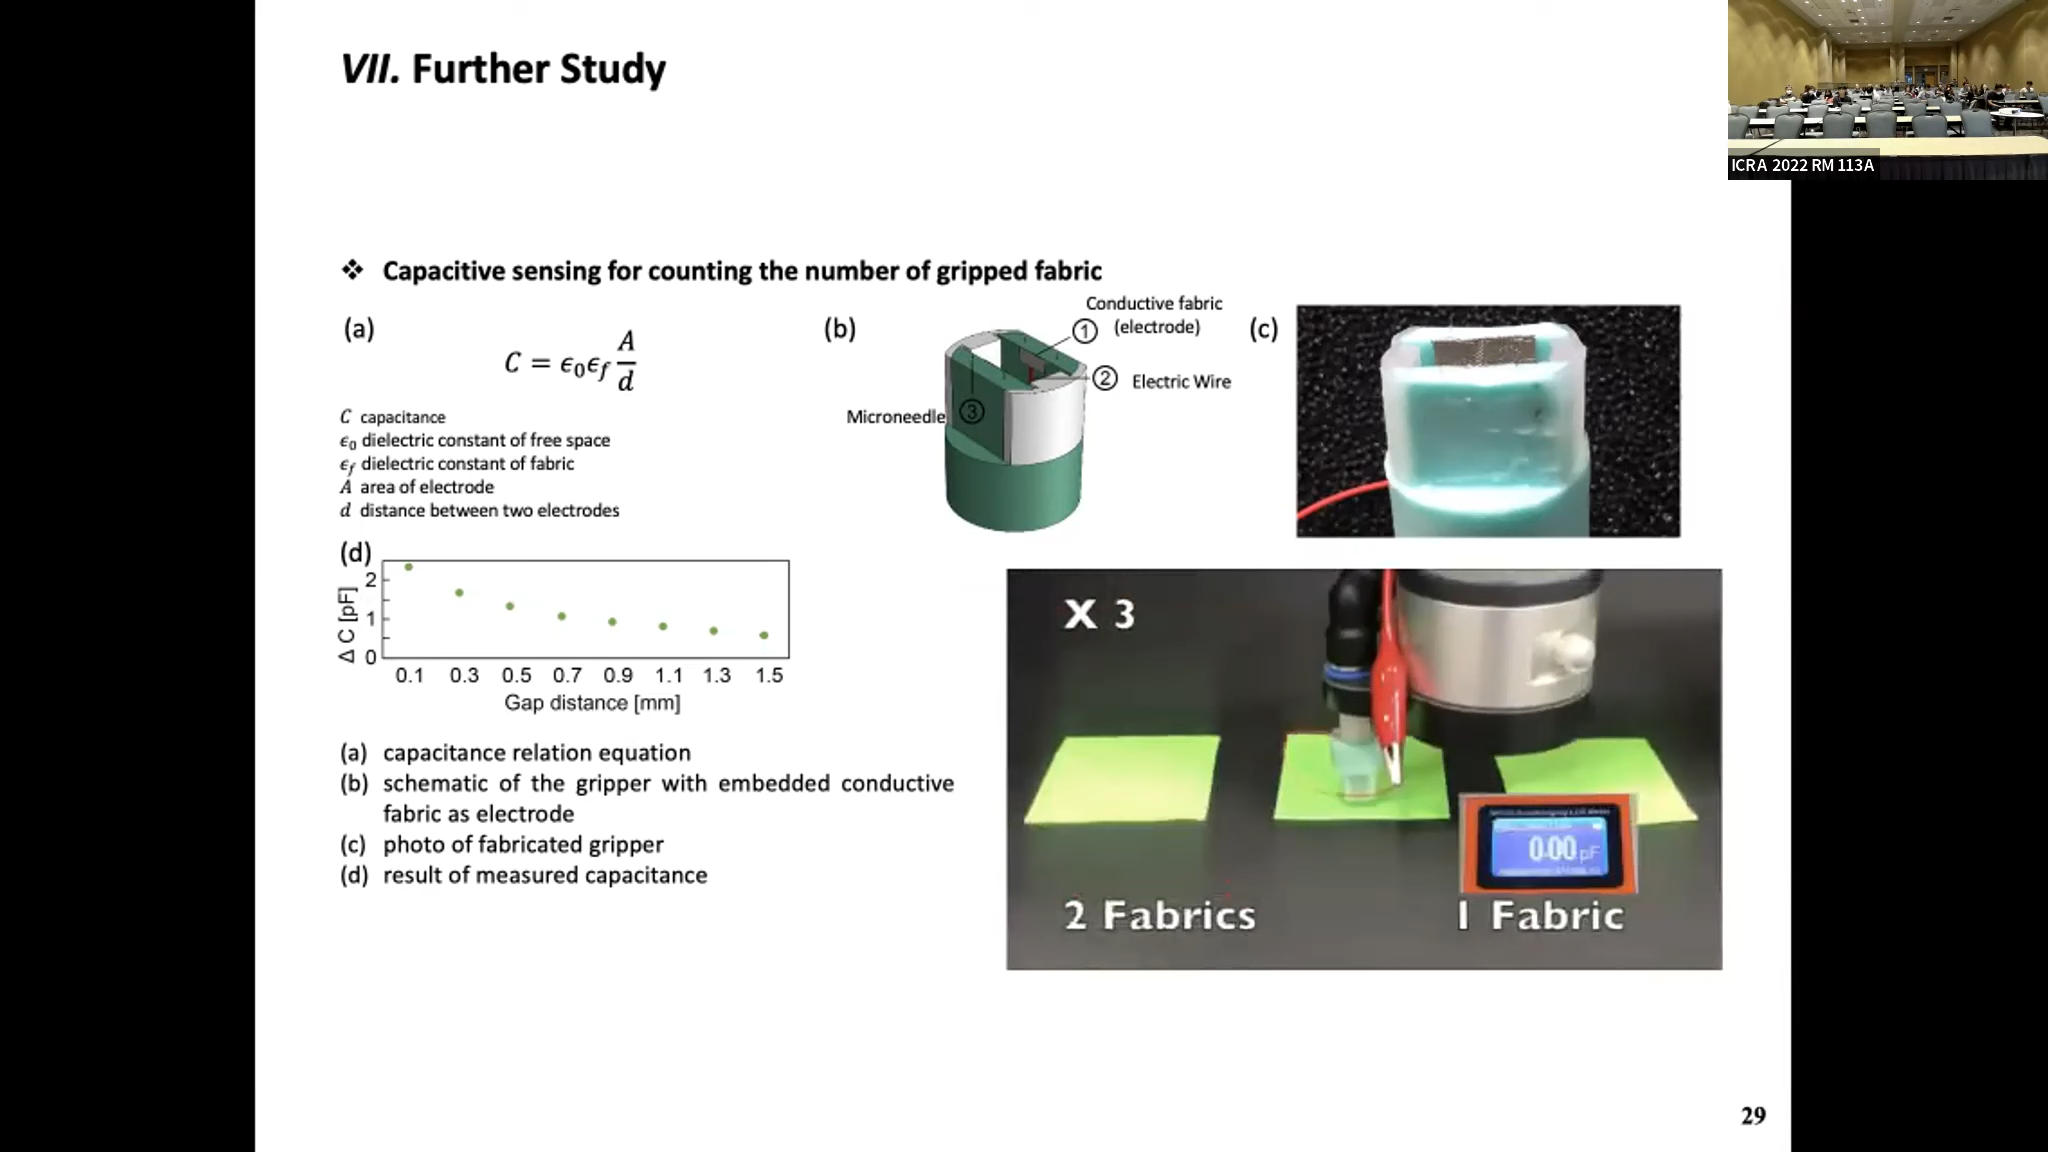 VII. Further Study
ICRA 2022 RM 113A
❖ Capacitive sensing for counting the number of gripped fabric
(a)
C = ϵ0ϵf A/d
C capacitance
ϵ0 dielectric constant of free space
ϵf dielectric constant of fabric
A area of electrode
d distance between two electrodes
(b)
Conductive fabric
(electrode)
1
2 Electric Wire
Microneedle 3
(c)
(d)
Δ C [pF]
2
1
0
0.1 0.3 0.5 0.7 0.9 1.1 1.3 1.5
Gap distance [mm]
X 3
0.00 pF
2 Fabrics
1 Fabric
(a) capacitance relation equation
(b) schematic of the gripper with embedded conductive
fabric as electrode
(c) photo of fabricated gripper
(d) result of measured capacitance
29